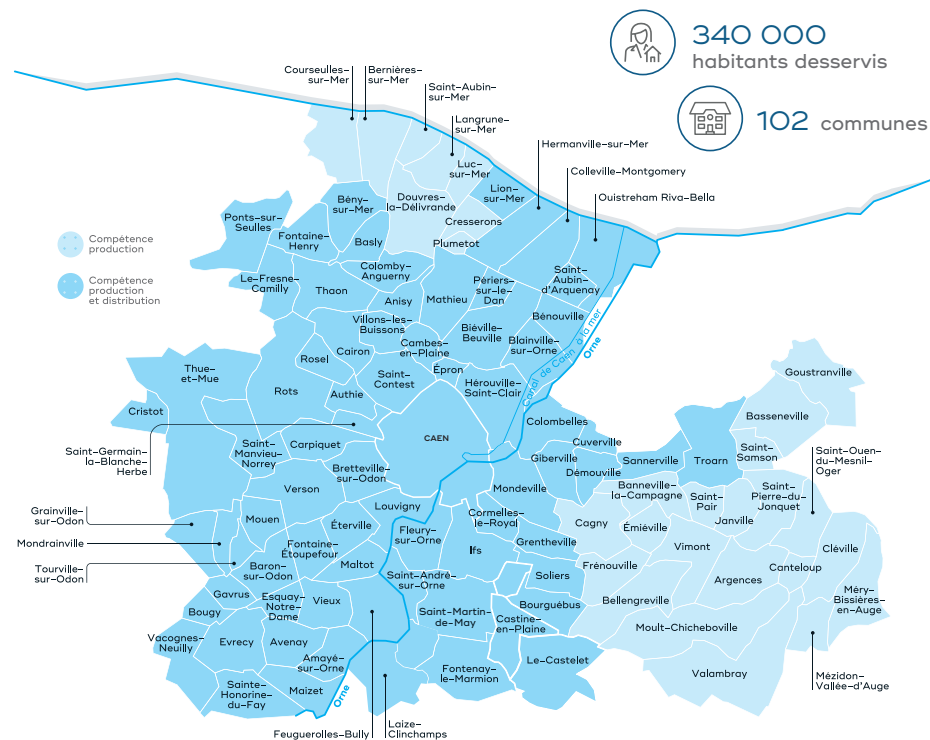 340 000
habitants desservis
102 communes
Courseulles-
sur-Mer
Bernières-
sur-Mer
Saint-Aubin-
sur-Mer
Langrune-
sur-Mer
Hermanville-sur-Mer
Colleville-Montgomery
Ouistreham Riva-Bella
Luc-
sur-Mer
Lion-
sur-Mer
Douvres-
la-Délivrande
Cresserons
Plumetot
Bény-
sur-Mer
Ponts-sur-
Seulles
Fontaine-
Henry
Basly
Compétence
production
Compétence
production
et distribution
Le-Fresne-
Camilly
Thaon
Colomby-
Anguerny
Anisy
Mathieu
Périers-
sur-le-
Dan
Saint-
Aubin-
d'Arquenay
Bénouville
Villons-les-
Buissons
Cambes-
en-Plaine
Biéville-
Beuville
Blainville-
sur-Orne
Canal de Caen à la mer
Orne
Cairon
Rosel
Épron
Saint-
Contest
Hérouville-
Saint-Clair
Thue-
et-Mue
Rots
Authie
Cristot
Goustranville
Basseneville
Colombelles
CAEN
Saint-Germain-
la-Blanche-
Herbe
Saint-
Manvieu-
Norrey
Carpiquet
Bretteville-
sur-Odon
Giberville
Cuverville
Démouville
Sannerville
Troarn
Saint-
Samson
Saint-Ouen-
du-Mesnil-
Oger
Mondeville
Banneville-
la-Campagne
Saint-
Pair
Saint-
Pierre-du-
Jonquet
Janville
Verson
Louvigny
Grainville-
sur-Odon
Mouen
Éterville
Fleury-
sur-Orne
Cormelles-
le-Royal
Ifs
Grentheville
Cagny
Émiéville
Vimont
Cléville
Mondrainville
Fontaine-
Étoupefour
Maltot
Tourville-
sur-Odon
Baron-
sur-Odon
Frénouville
Argences
Canteloup
Saint-André-
sur-Orne
Soliers
Gavrus
Esquay-
Notre-
Dame
Vieux
Bougy
Bourguébus
Bellengreville
Méry-
Bissières-
en-Auge
Saint-Martin-
de-May
Castine-
en-Plaine
Moult-Chicheboville
Vacognes-
Neuilly
Evrecy
Avenay
Amayé-
sur-Orne
Le-Castelet
Fontenay-
le-Marmion
Valambray
Mézidon-
Vallée-d'Auge
Sainte-
Honorine-
du-Fay
Maizet
Orne
Feuguerolles-Bully
Laize-
Clinchamps